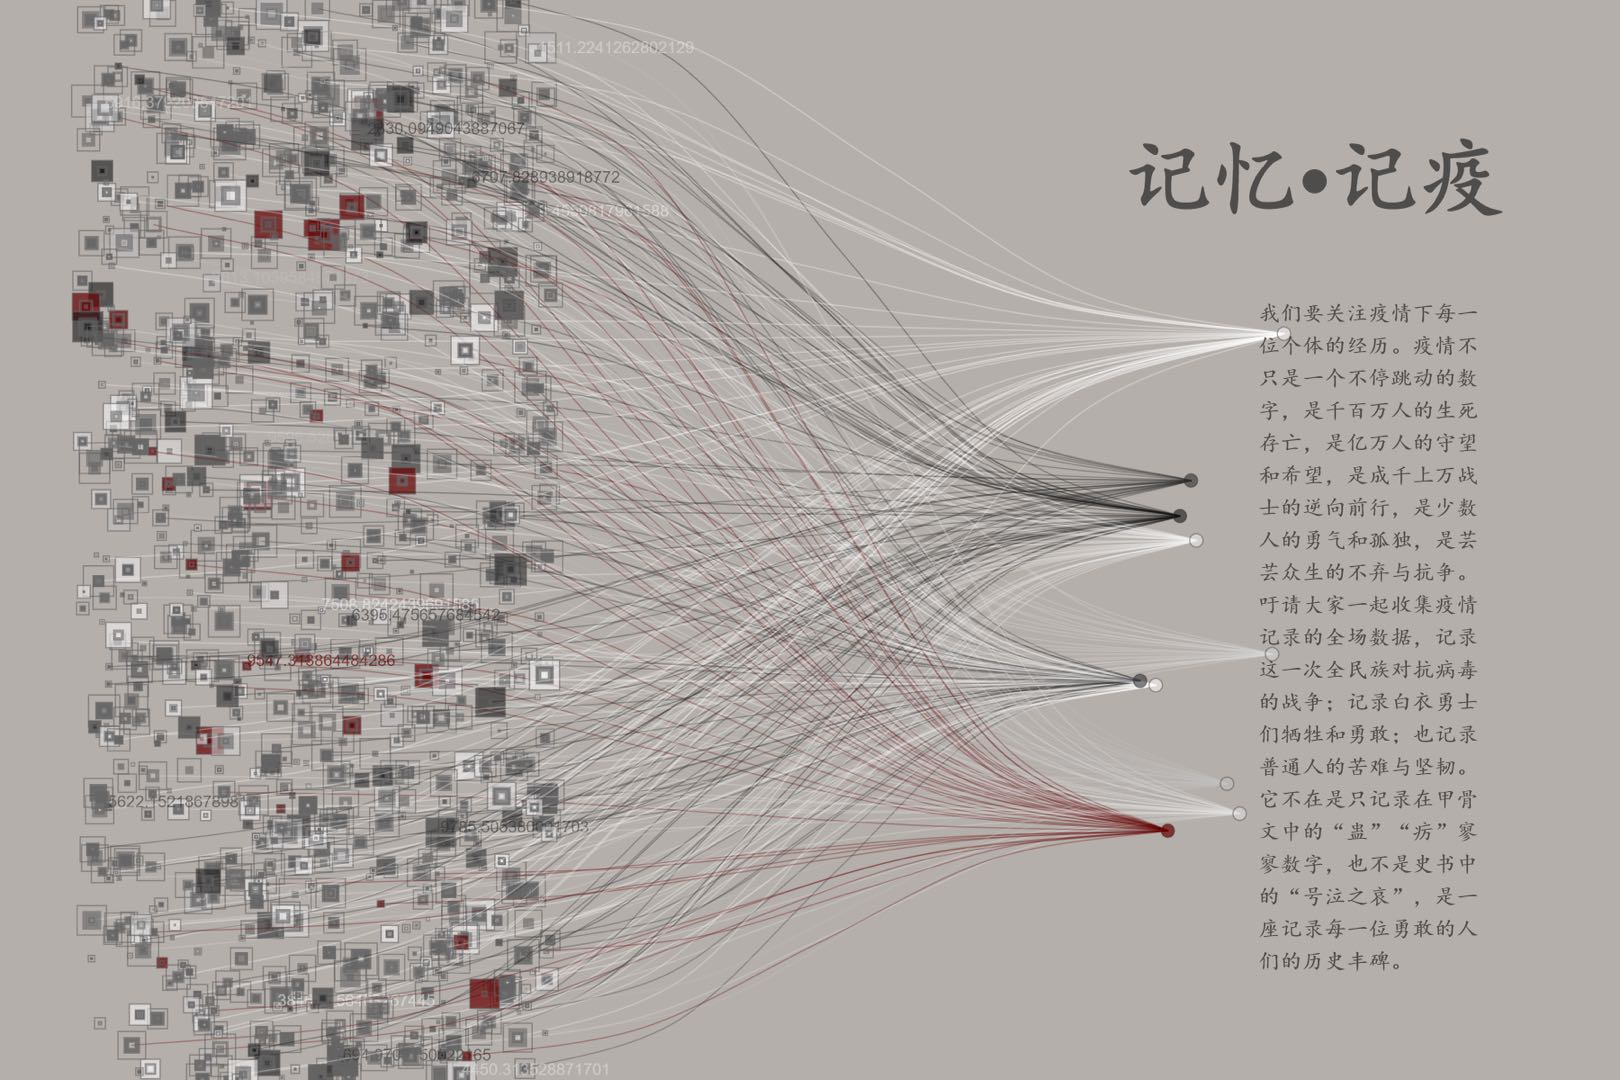 4511.2241262802129
2630.0949043887067
6707.828938918772
记忆•记疫
我们要关注疫情下每一
位个体的经历。疫情不
只是一个不停跳动的数
字，是千百万人的生死
存亡，是亿万人的守望
和希望，是成千上万战
士的逆向前行，是少数
人的勇气和孤独，是芸
芸众生的不弃与抗争。
吁请大家一起收集疫情
记录的全场数据，记录
这一次全民族对抗病毒
的战争；记录白衣勇士
们牺牲和勇敢；也记录
普通人的苦难与坚韧。
它不在是只记录在甲骨
文中的“蛊”“疠”寥
寥数字，也不是史书中
的“号泣之哀”，是一
座记录每一位勇敢的人
们的历史丰碑。
6395.475657684542
9547.313864484286